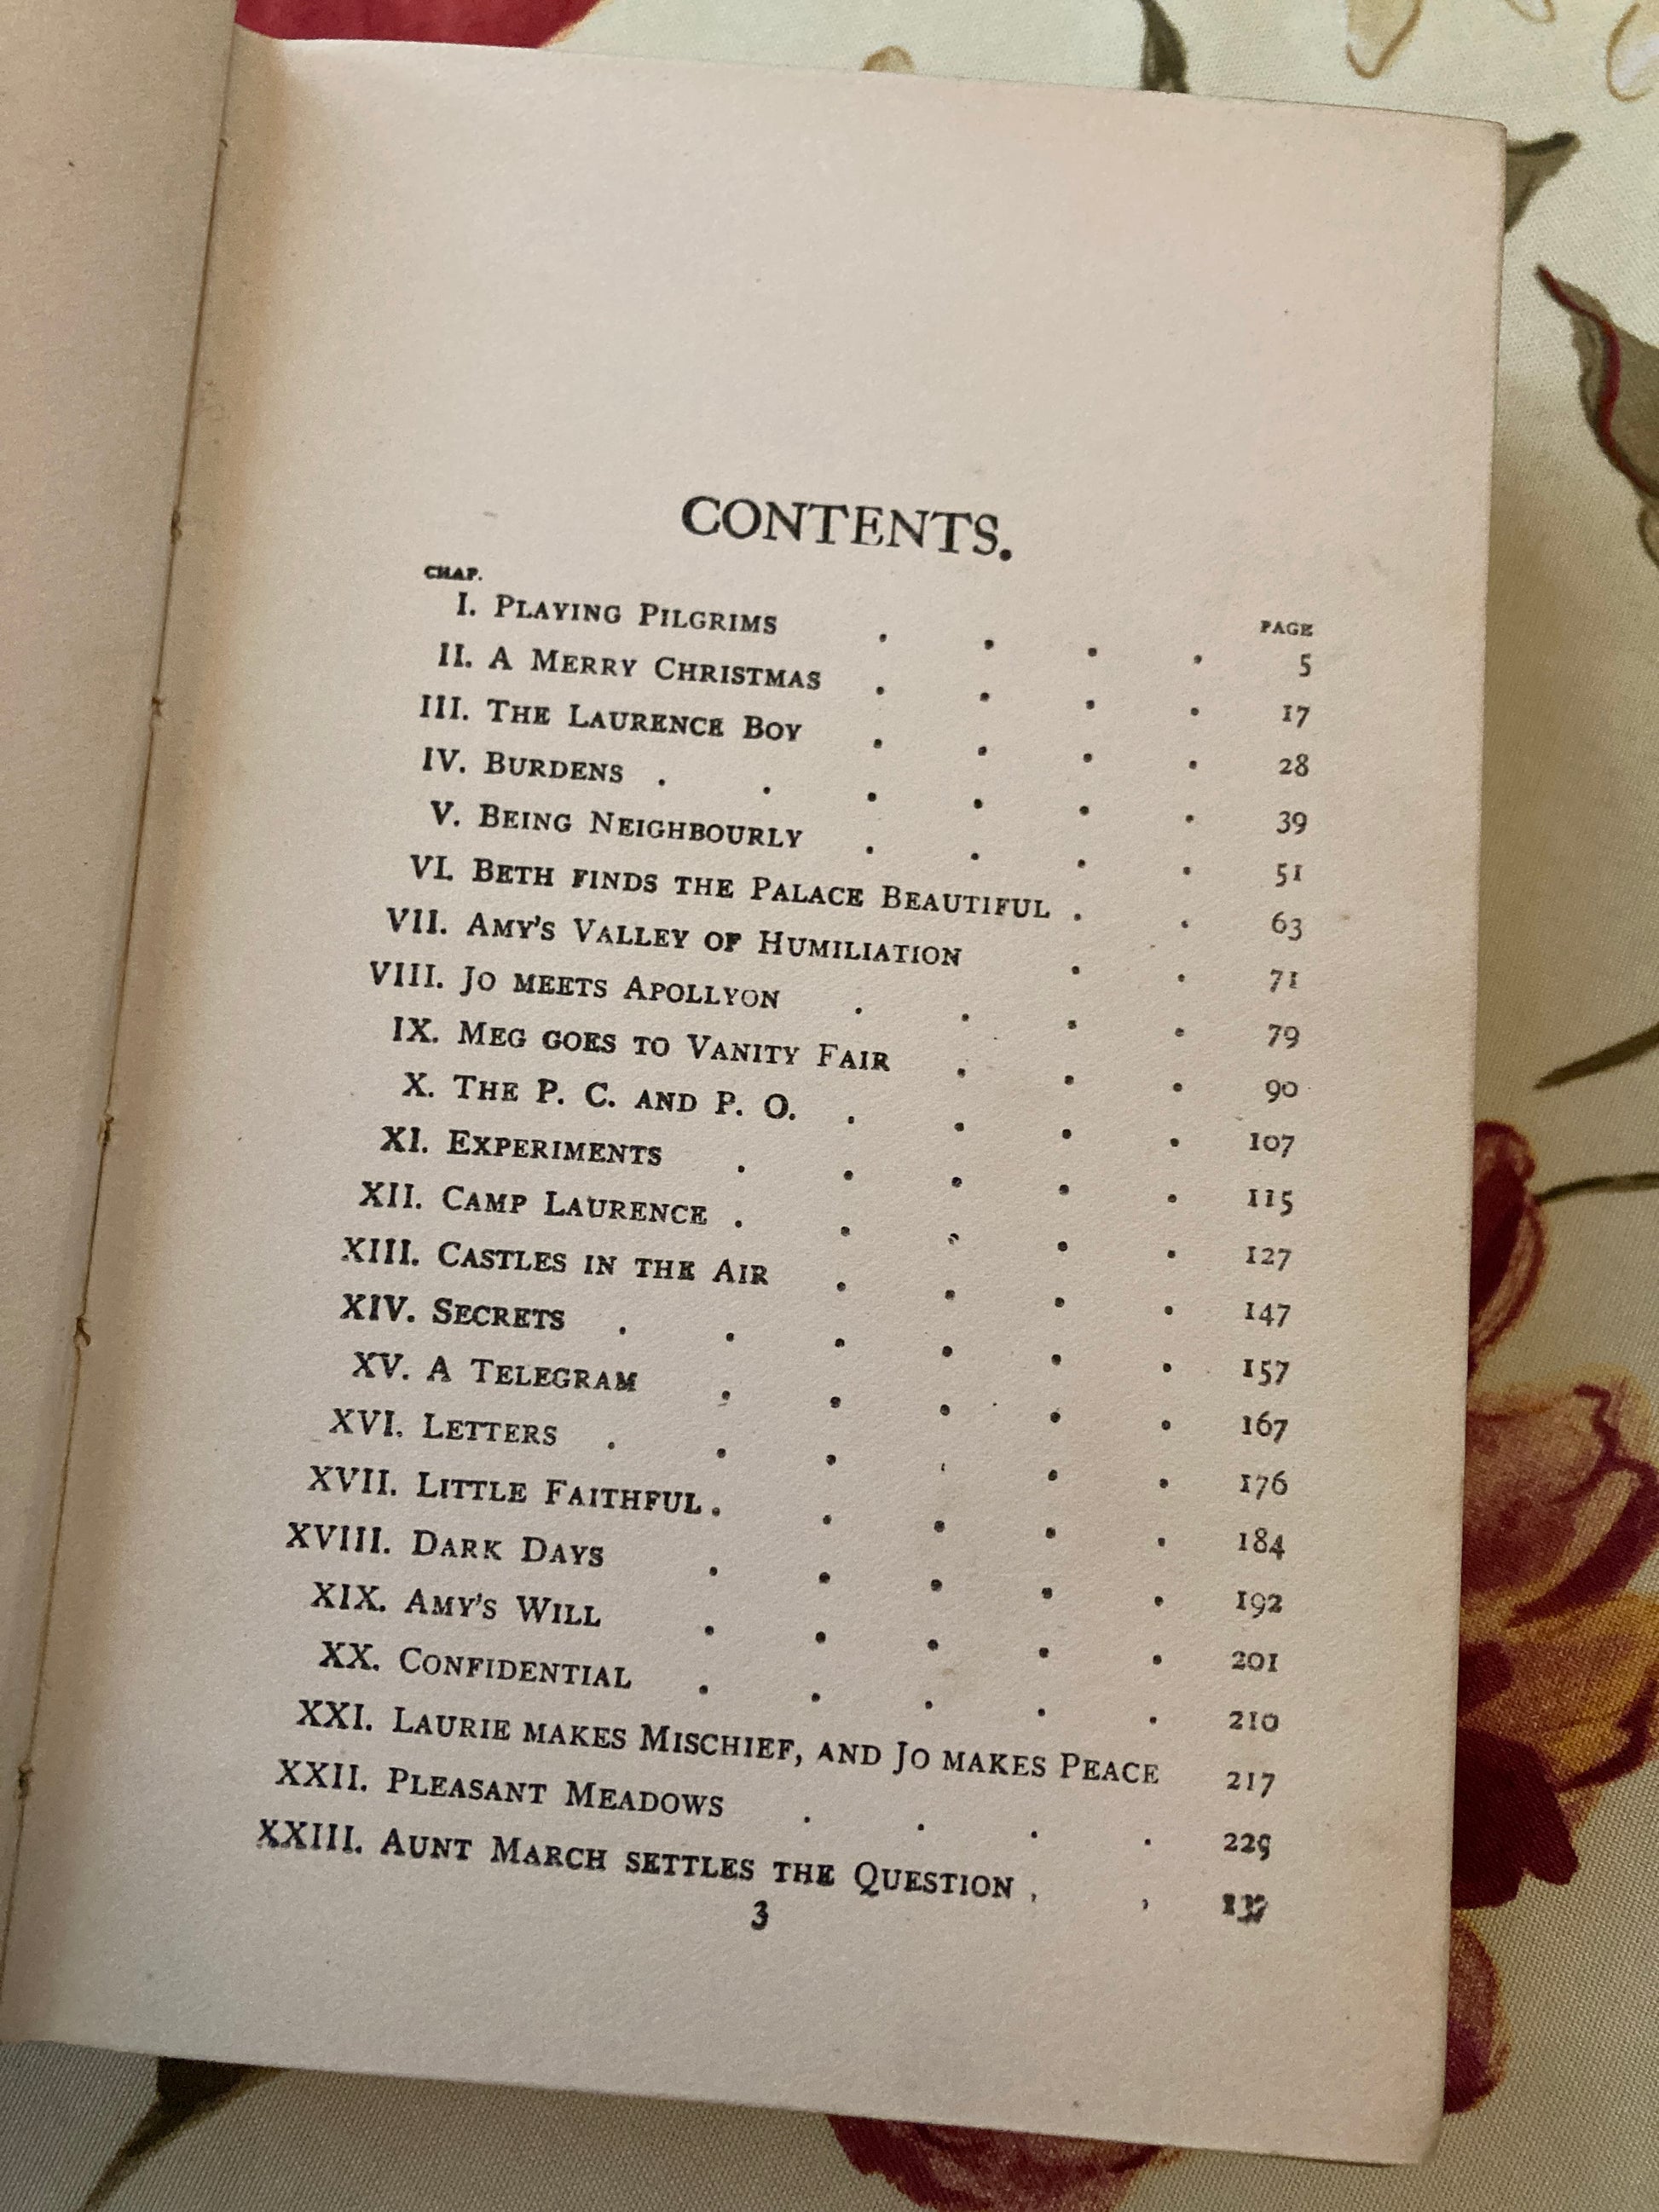 CONTENTS.
CHAP.
PAGE
I. PLAYING PILGRIMS . . . . 5
II. A MERRY CHRISTMAS . . . . 17
III. THE LAURENCE BOY . . . . 28
IV. BURDENS . . . . . . 39
V. BEING NEIGHBOURLY . . . . 51
VI. BETH FINDS THE PALACE BEAUTIFUL . . 63
VII. AMY'S VALLEY OF HUMILIATION . . 71
VIII. JO MEETS APOLLYON . . . . 79
IX. MEG GOES TO VANITY FAIR . . . 90
X. THE P. C. AND P. O. . . . . 107
XI. EXPERIMENTS . . . . . 115
XII. CAMP LAURENCE . . . . . 127
XIII. CASTLES IN THE AIR . . . . 147
XIV. SECRETS . . . . . . 157
XV. A TELEGRAM . . . . . 167
XVI. LETTERS . . . . . . 176
XVII. LITTLE FAITHFUL . . . . . 184
XVIII. DARK DAYS . . . . . 192
XIX. AMY'S WILL . . . . . 201
XX. CONFIDENTIAL . . . . . 210
XXI. LAURIE MAKES MISCHIEF, AND JO MAKES PEACE 217
XXII. PLEASANT MEADOWS . . . . 229
XXIII. AUNT MARCH SETTLES THE QUESTION . .
3